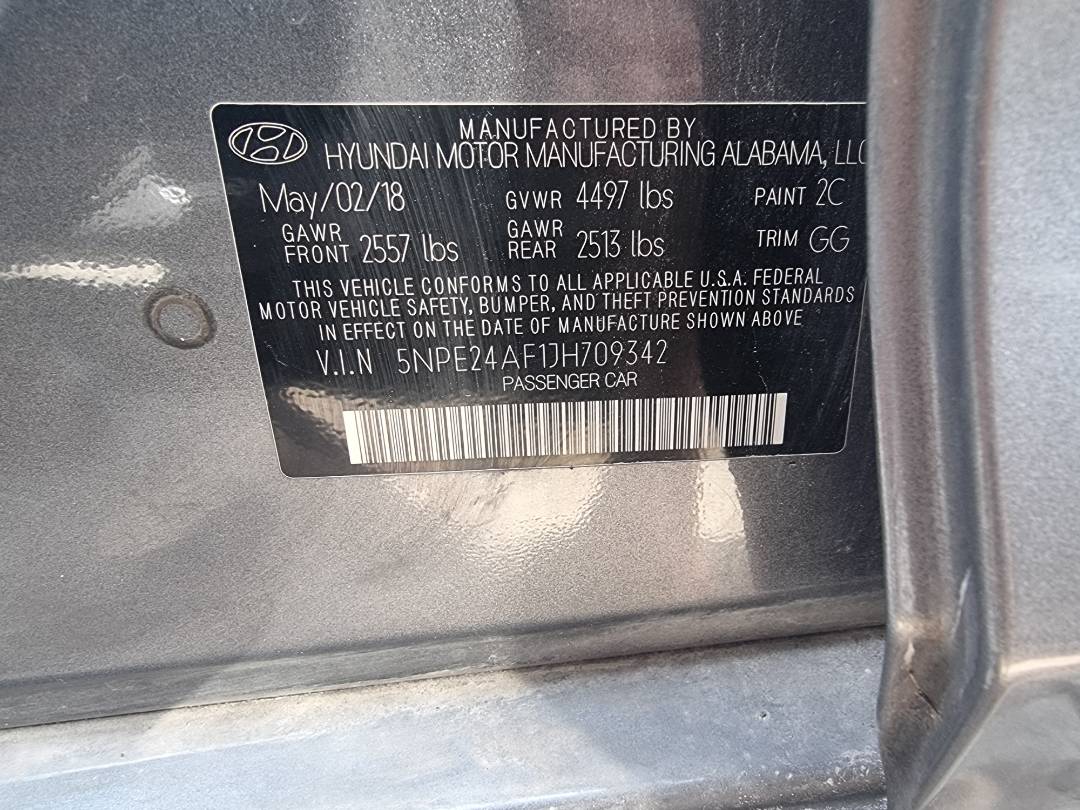 MANUFACTURED BY
HYUNDAI MOTOR MANUFACTURING ALABAMA, LLC
May/02/18 GVWR 4497 lbs PAINT 2C
GAWR FRONT 2557 lbs GAWR REAR 2513 lbs TRIM GG
THIS VEHICLE CONFORMS TO ALL APPLICABLE U.S.A. FEDERAL
MOTOR VEHICLE SAFETY, BUMPER, AND THEFT PREVENTION STANDARDS
IN EFFECT ON THE DATE OF MANUFACTURE SHOWN ABOVE
V.I.N 5NPE24AF1JH709342
PASSENGER CAR